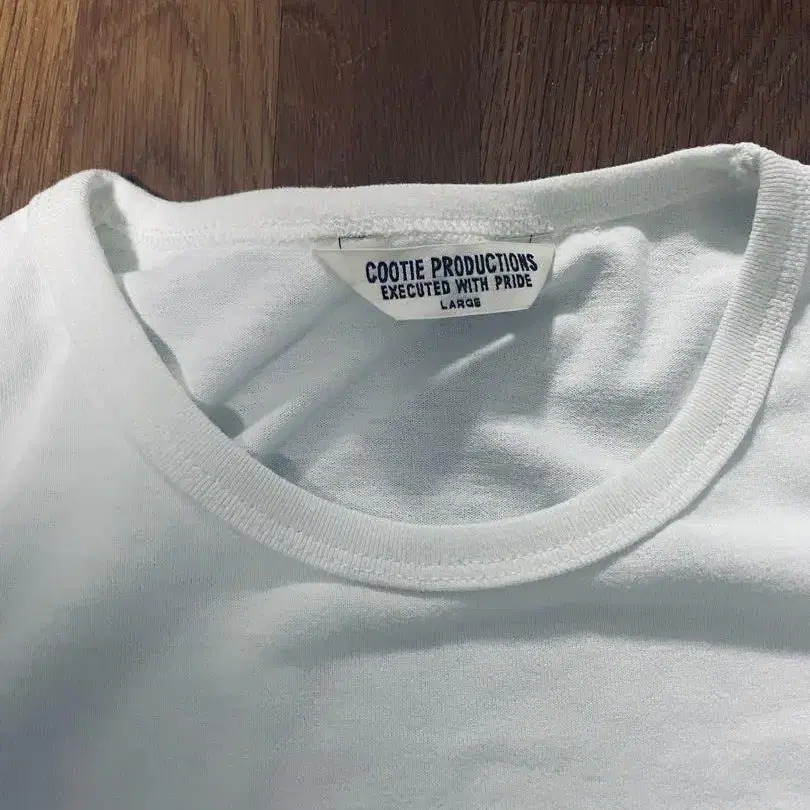 COOTIE PRODUCTIONS
EXECUTED WITH PRIDE
LARGE